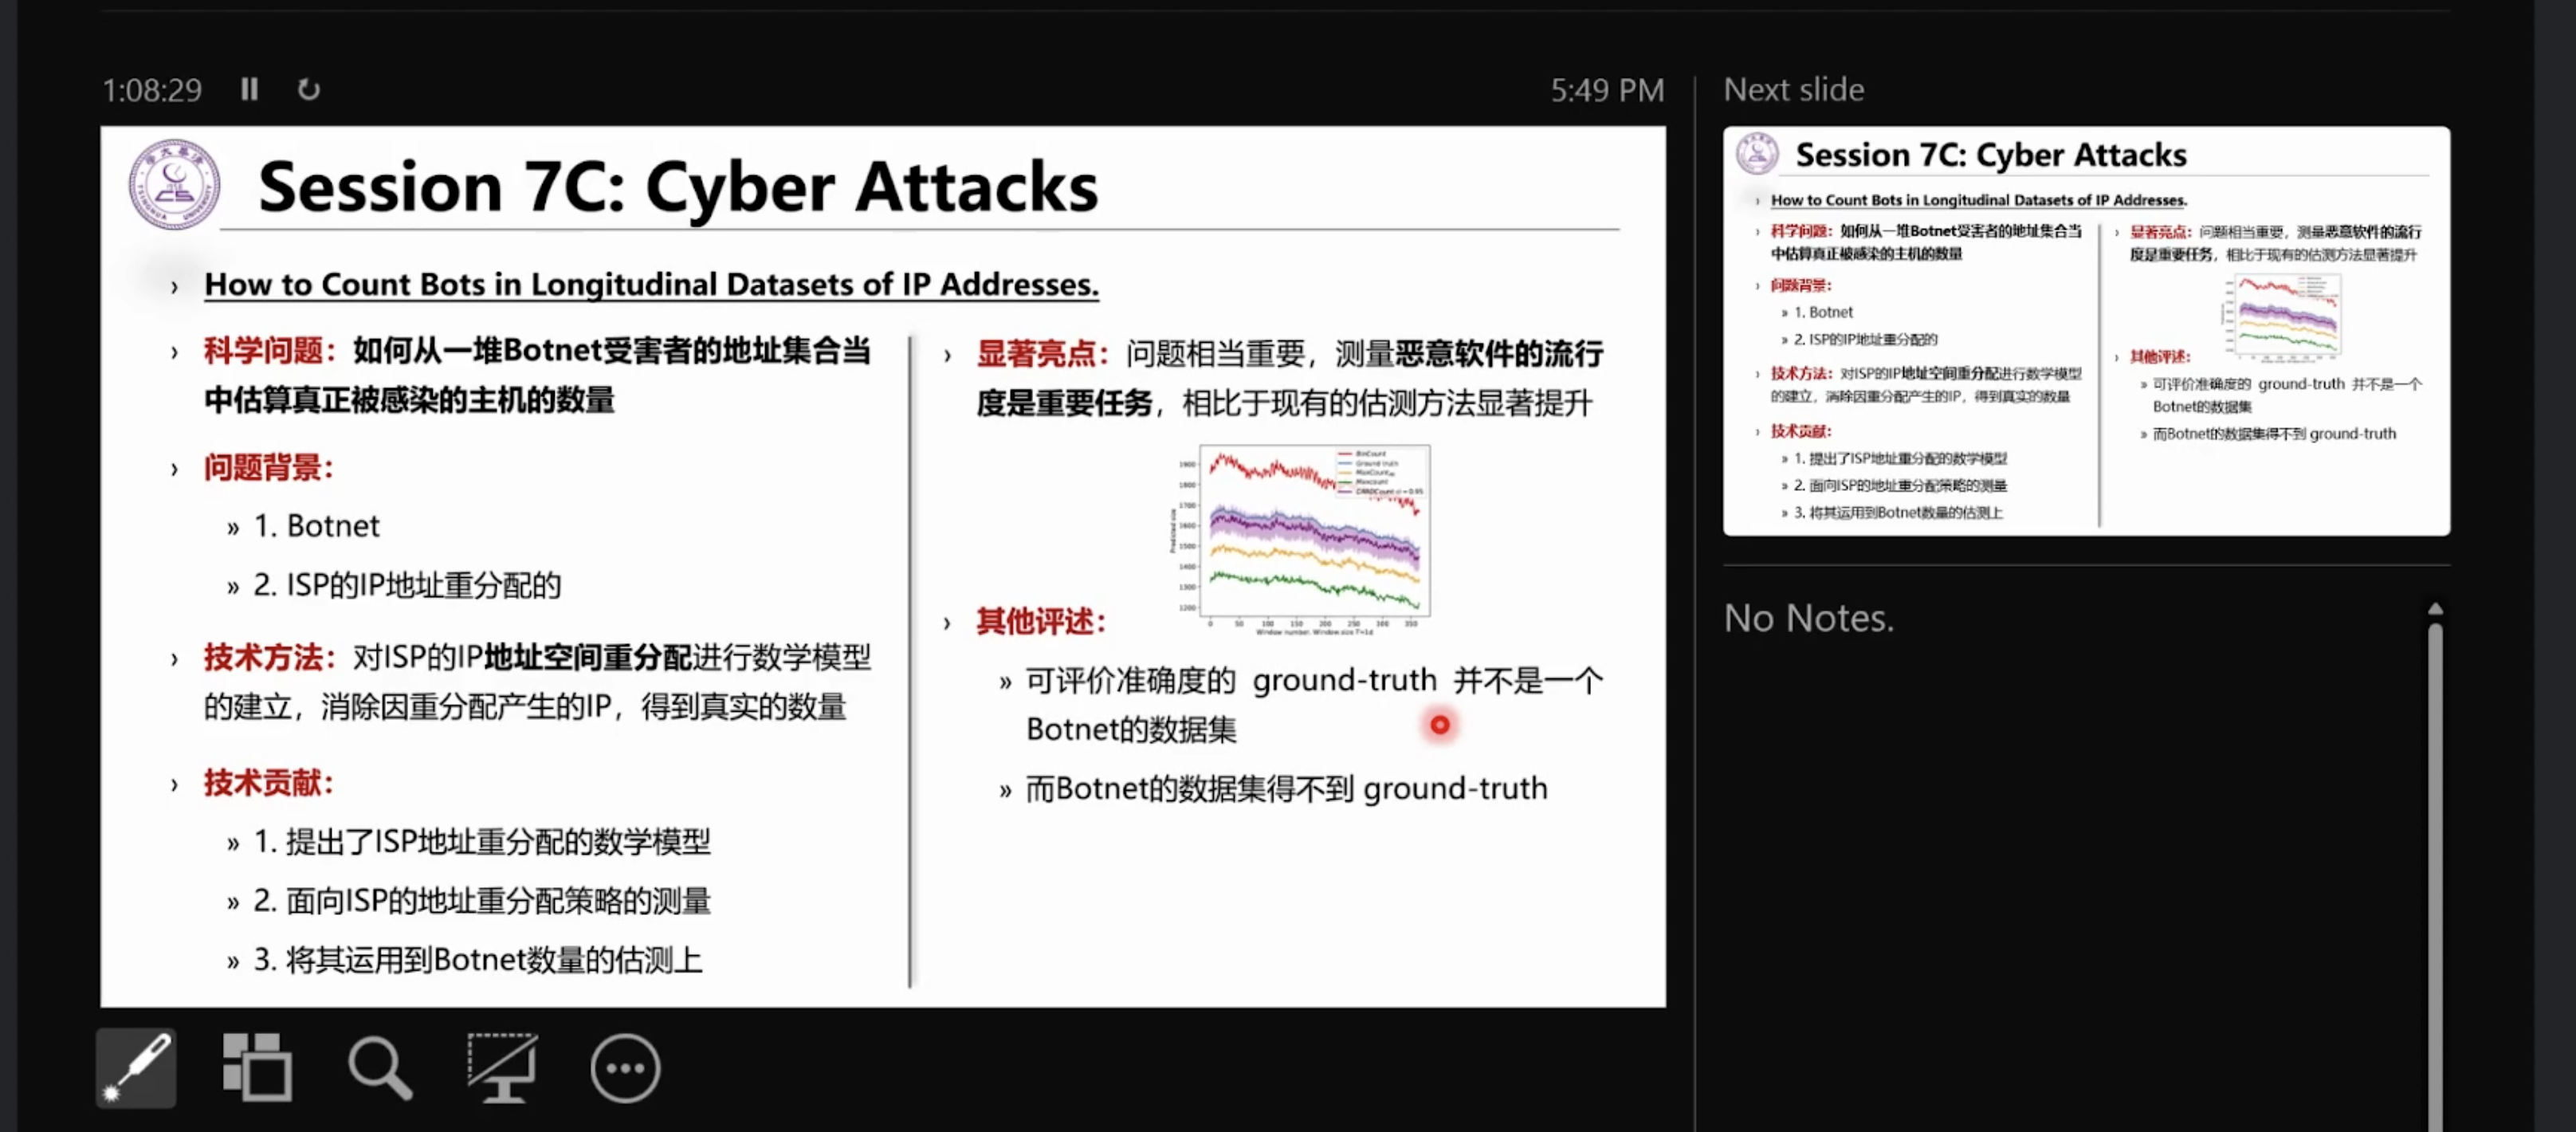 1:08:29
5:49 PM
Next slide
Session 7C: Cyber Attacks
› How to Count Bots in Longitudinal Datasets of IP Addresses.
› 科学问题：如何从一堆Botnet受害者的地址集合当
中估算真正被感染的主机的数量
› 问题背景：
» 1. Botnet
» 2. ISP的IP地址重分配的
› 技术方法：对ISP的IP地址空间重分配进行数学模型
的建立，消除因重分配产生的IP，得到真实的数量
› 技术贡献：
» 1. 提出了ISP地址重分配的数学模型
» 2. 面向ISP的地址重分配策略的测量
» 3. 将其运用到Botnet数量的估测上
› 显著亮点：问题相当重要，测量恶意软件的流行
度是重要任务，相比于现有的估测方法显著提升
Predicted size
1900
1800
1700
1600
1500
1400
1300
1200
0 50 100 150 200 250 300 350
Window number. Window size T=1d
BinCount
Ground truth
Maxcount
› 其他评述：
» 可评价准确度的 ground-truth 并不是一个
Botnet的数据集
» 而Botnet的数据集得不到 ground-truth
Session 7C: Cyber Attacks
› How to Count Bots in Longitudinal Datasets of IP Addresses.
› 科学问题：如何从一堆Botnet受害者的地址集合当
中估算真正被感染的主机的数量
› 问题背景：
» 1. Botnet
» 2. ISP的IP地址重分配的
› 技术方法：对ISP的IP地址空间重分配进行数学模型
的建立，消除因重分配产生的IP，得到真实的数量
› 技术贡献：
» 1. 提出了ISP地址重分配的数学模型
» 2. 面向ISP的地址重分配策略的测量
» 3. 将其运用到Botnet数量的估测上
› 显著亮点：问题相当重要，测量恶意软件的流行
度是重要任务，相比于现有的估测方法显著提升
› 其他评述：
» 可评价准确度的 ground-truth 并不是一个
Botnet的数据集
» 而Botnet的数据集得不到 ground-truth
No Notes.